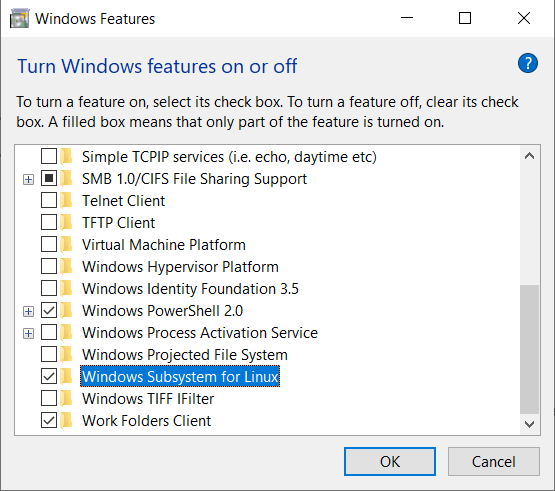 Windows Features
Turn Windows features on or off
?
To turn a feature on, select its check box. To turn a feature off, clear its check
box. A filled box means that only part of the feature is turned on.
Simple TCPIP services (i.e. echo, daytime etc)
SMB 1.0/CIFS File Sharing Support
Telnet Client
TFTP Client
Virtual Machine Platform
Windows Hypervisor Platform
Windows Identity Foundation 3.5
Windows PowerShell 2.0
Windows Process Activation Service
Windows Projected File System
Windows Subsystem for Linux
Windows TIFF IFilter
Work Folders Client
OK
Cancel